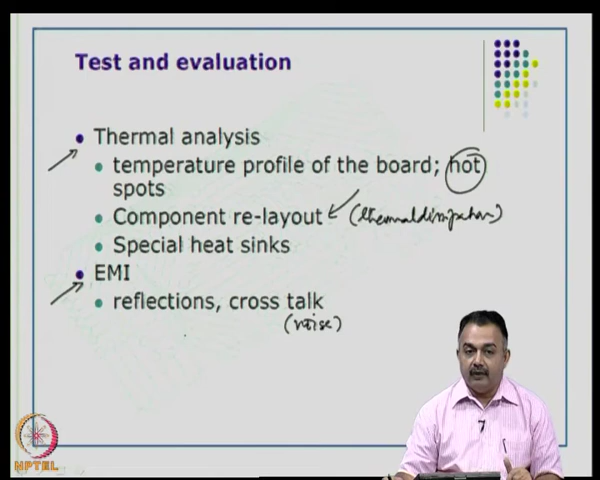 Test and evaluation
Thermal analysis
temperature profile of the board; hot
spots
Component re-layout (thermal dissipation)
Special heat sinks
EMI
reflections, cross talk
(noise)
NPTEL